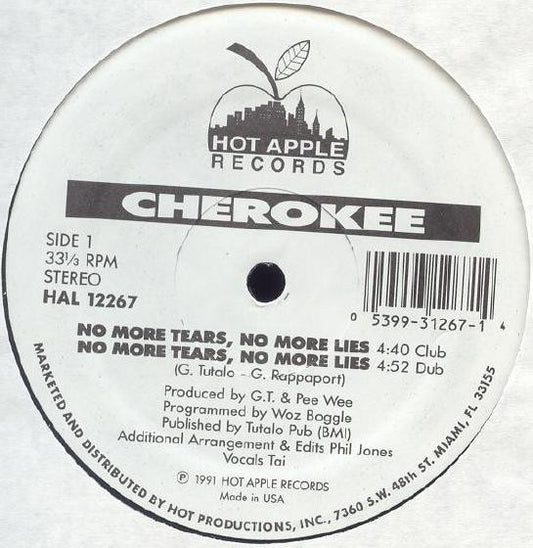 HOT APPLE
RECORDS
CHEROKEE
SIDE 1
33⅓ RPM
STEREO
HAL 12267
0 5399-31267-1 4
NO MORE TEARS, NO MORE LIES 4:40 Club
NO MORE TEARS, NO MORE LIES 4:52 Dub
(G. Tutalo - G. Rappaport)
Produced by G.T. & Pee Wee
Programmed by Woz Boggle
Published by Tutalo Pub (BMI)
Additional Arrangement & Edits Phil Jones
Vocals Tai
℗ 1991 HOT APPLE RECORDS
Made in USA
MARKETED AND DISTRIBUTED BY HOT PRODUCTIONS, INC., 7360 S.W. 48th ST. MIAMI, FL 33155